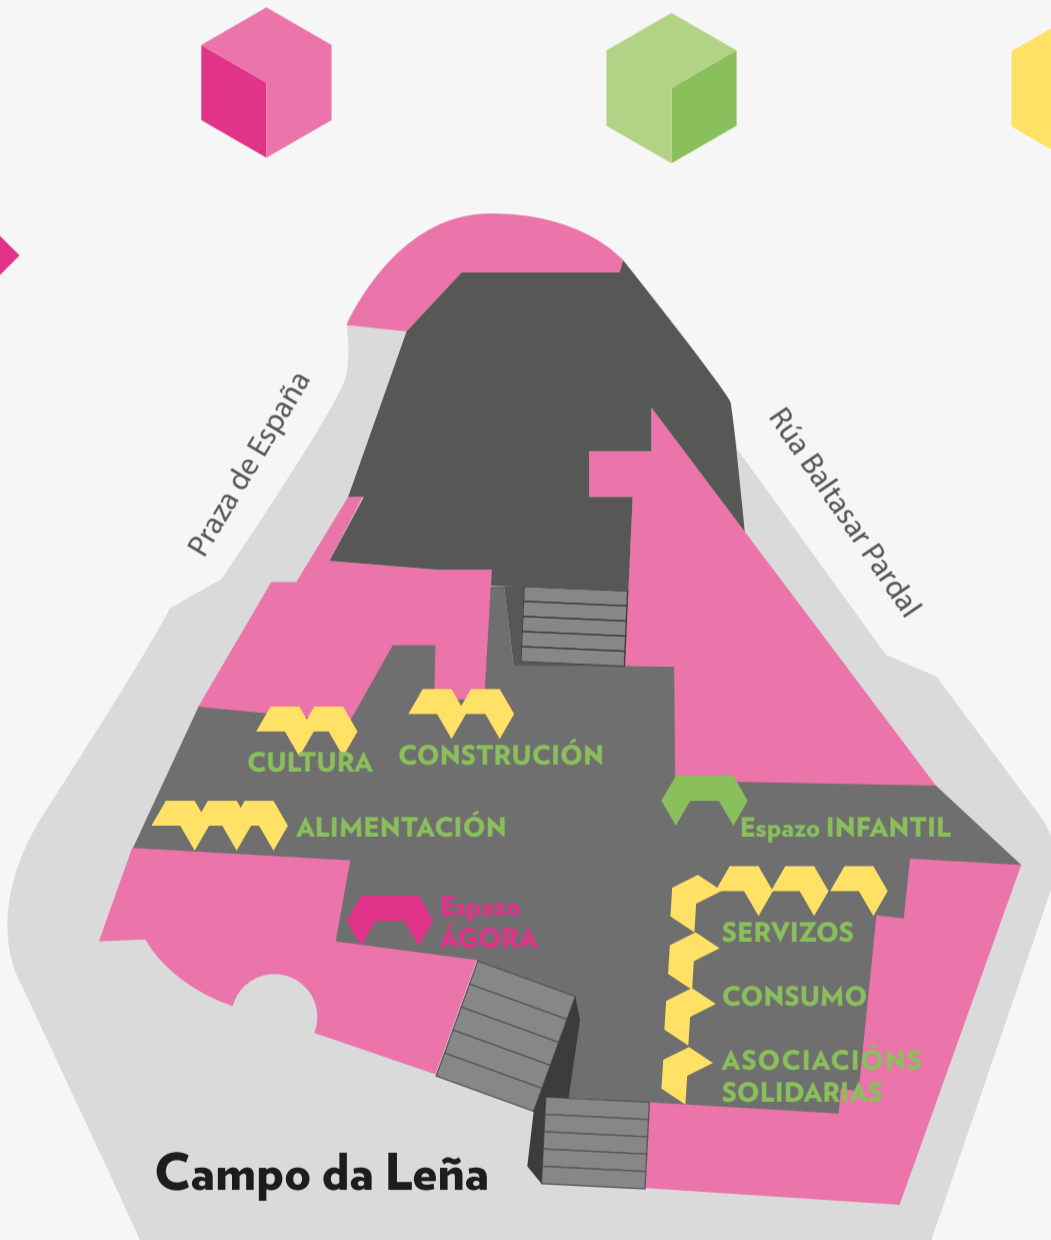 Praza de España
Rúa Baltasar Pardal
CULTURA
CONSTRUCIÓN
ALIMENTACIÓN
Espazo INFANTIL
Espazo
ÁGORA
SERVIZOS
CONSUMO
ASOCIACIÓNS
SOLIDARIAS
Campo da Leña